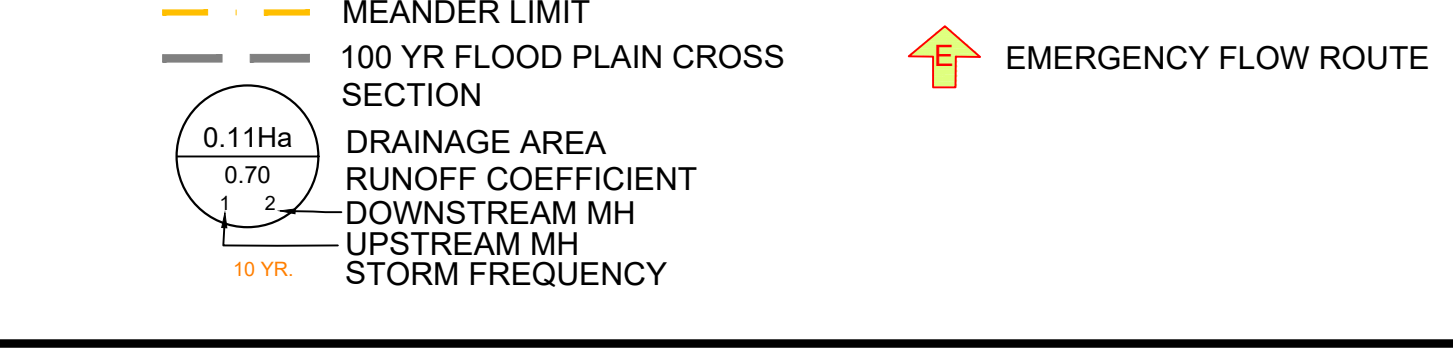 MEANDER LIMIT
100 YR FLOOD PLAIN CROSS
SECTION
0.11Ha
DRAINAGE AREA
0.70
RUNOFF COEFFICIENT
1 2
DOWNSTREAM MH
UPSTREAM MH
10 YR.
STORM FREQUENCY
E
EMERGENCY FLOW ROUTE